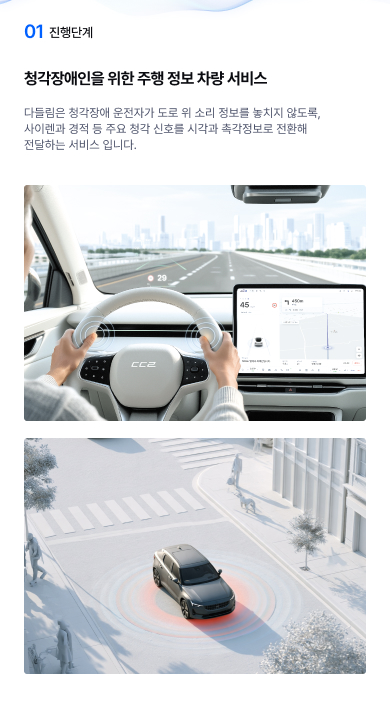 01 진행단계
청각장애인을 위한 주행 정보 차량 서비스
다들림은 청각장애 운전자가 도로 위 소리 정보를 놓치지 않도록,
사이렌과 경적 등 주요 청각 신호를 시각과 촉각정보로 전환해
전달하는 서비스 입니다.
29
45
450m